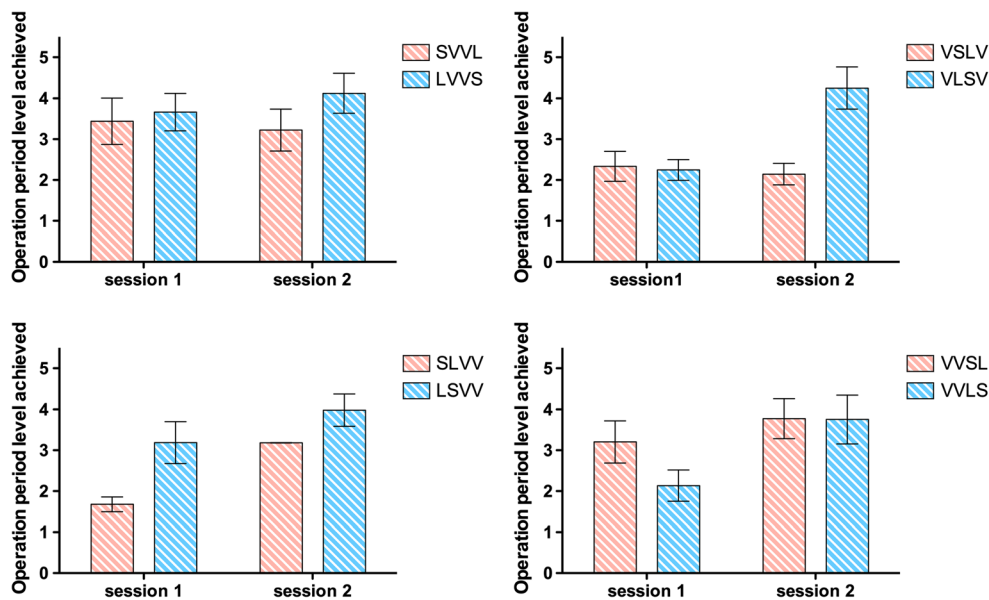 Operation period level achieved
5
4
3
2
1
0
session 1
session 2
SVVL
LVVS
Operation period level achieved
5
4
3
2
1
0
session1
session 2
VSLV
VLSV
Operation period level achieved
5
4
3
2
1
0
session 1
session 2
SLVV
LSVV
Operation period level achieved
5
4
3
2
1
0
session 1
session 2
VVSL
VVLS